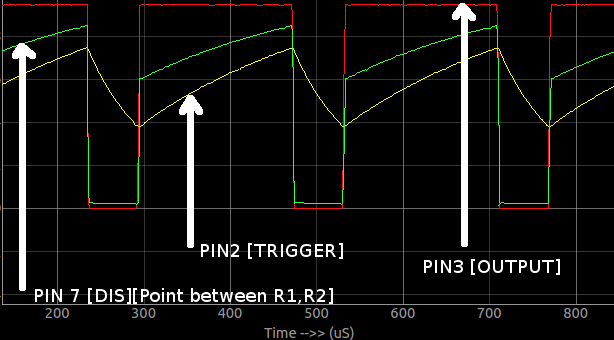 PIN2 [TRIGGER]
PIN3 [OUTPUT]
PIN 7 [DIS][Point between R1,R2]
200 300 400 500 600 700 800
Time -->> (uS)